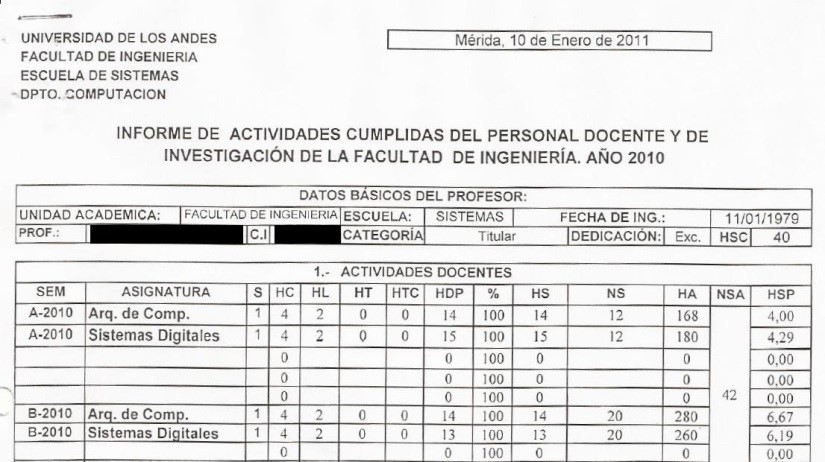 UNIVERSIDAD DE LOS ANDES
FACULTAD DE INGENIERIA
ESCUELA DE SISTEMAS
DPTO. COMPUTACION
Mérida, 10 de Enero de 2011
INFORME DE ACTIVIDADES CUMPLIDAS DEL PERSONAL DOCENTE Y DE
INVESTIGACIÓN DE LA FACULTAD DE INGENIERÍA. AÑO 2010
DATOS BÁSICOS DEL PROFESOR:
UNIDAD ACADEMICA: FACULTAD DE INGENIERIA ESCUELA: SISTEMAS FECHA DE ING.: 11/01/1979
PROF.: C.I CATEGORÍA Titular DEDICACIÓN: Exc. HSC 40
1.- ACTIVIDADES DOCENTES
SEM ASIGNATURA S HC HL HT HTC HDP % HS NS HA NSA HSP
A-2010 Arq. de Comp. 1 4 2 0 0 14 100 14 12 168 4,00
A-2010 Sistemas Digitales 1 4 2 0 0 15 100 15 12 180 4,29
0 0 100 0 0 0,00
0 0 100 0 0 0,00
0 0 100 0 0 42 0,00
B-2010 Arq. de Comp. 1 4 2 0 0 14 100 14 20 280 6,67
B-2010 Sistemas Digitales 1 4 2 0 0 13 100 13 20 260 6,19
0 0 100 0 0 0,00